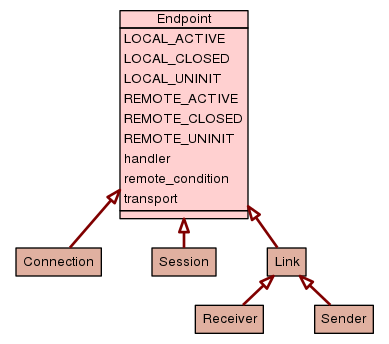 Endpoint
LOCAL_ACTIVE
LOCAL_CLOSED
LOCAL_UNINIT
REMOTE_ACTIVE
REMOTE_CLOSED
REMOTE_UNINIT
handler
remote_condition
transport
Connection
Session
Link
Receiver
Sender